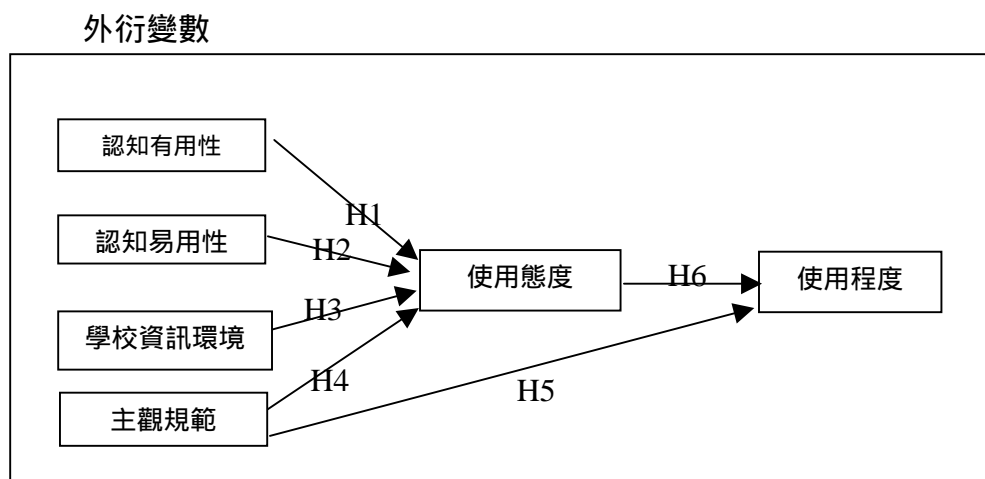 外衍變數
認知有用性
H1
認知易用性
H2
使用態度
H6
使用程度
學校資訊環境
H3
H4
H5
主觀規範